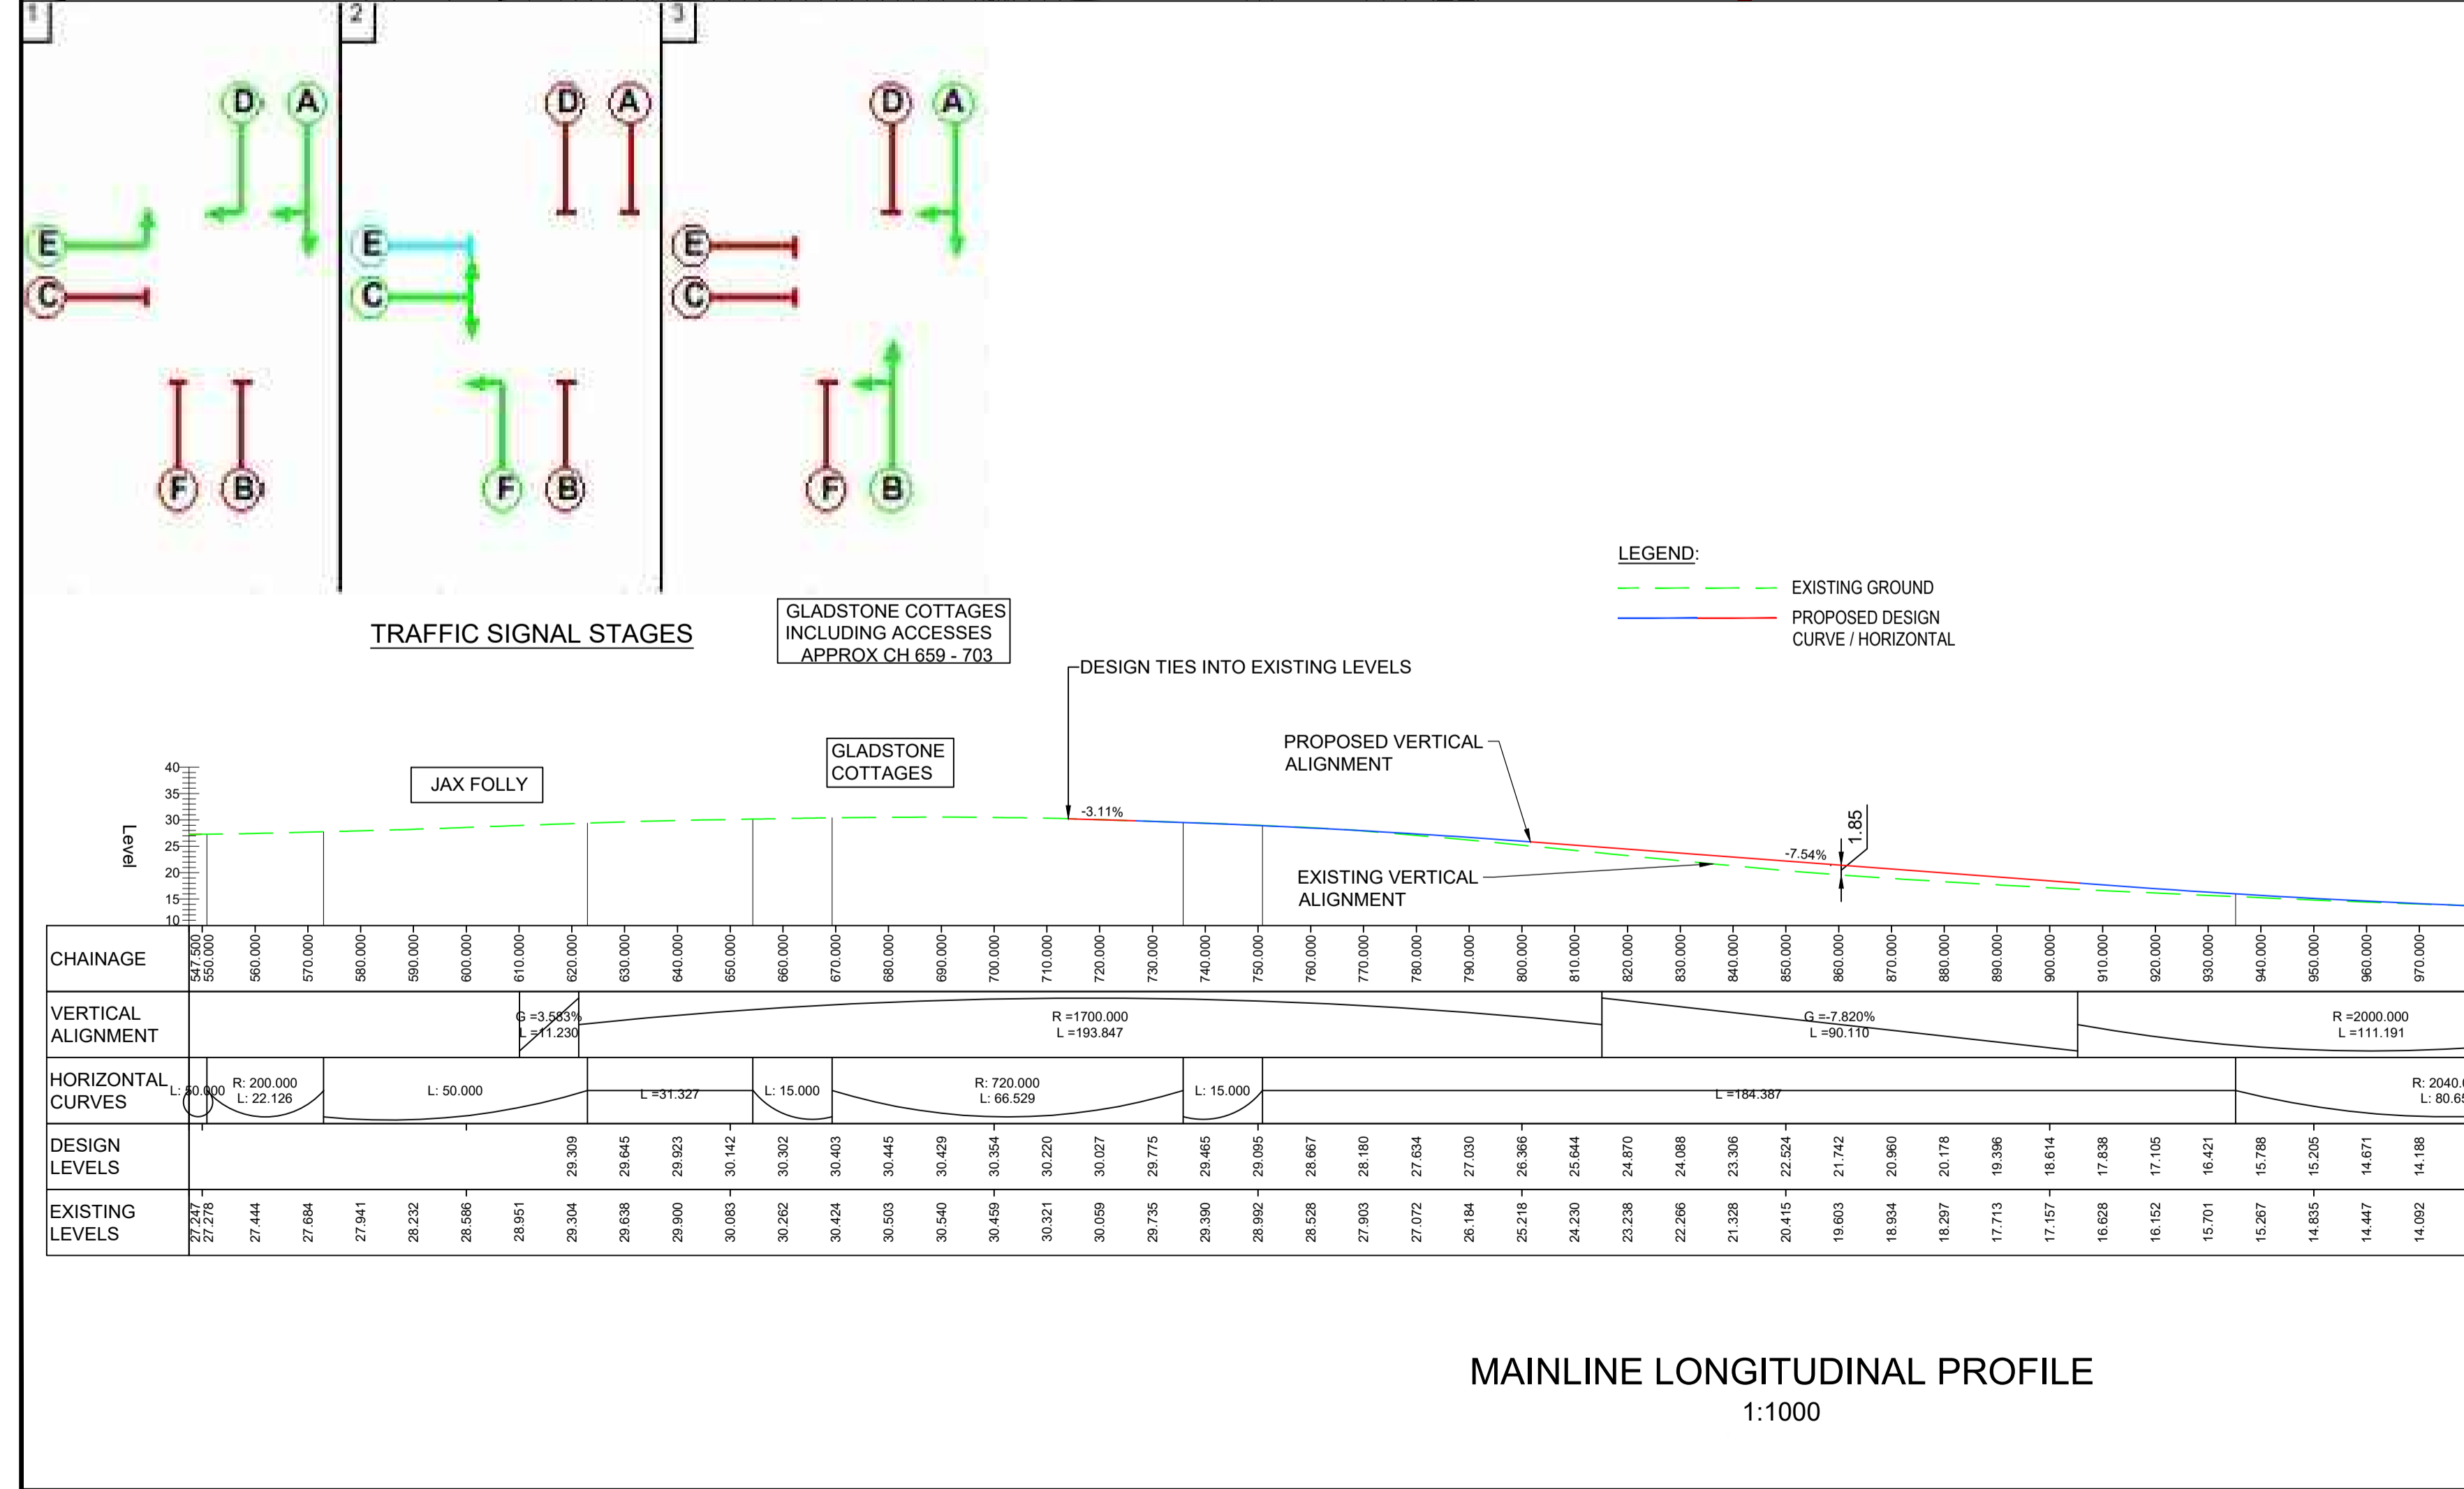 1
2
3
D A
D A
D A
E
C
E
C
E
C
F B
F B
F B
TRAFFIC SIGNAL STAGES
GLADSTONE COTTAGES
INCLUDING ACCESSES
APPROX CH 659 - 703
LEGEND:
EXISTING GROUND
PROPOSED DESIGN
CURVE / HORIZONTAL
DESIGN TIES INTO EXISTING LEVELS
PROPOSED VERTICAL
ALIGNMENT
EXISTING VERTICAL
ALIGNMENT
JAX FOLLY
GLADSTONE
COTTAGES
-3.11%
-7.54%
1.85
Level
40
35
30
25
20
15
10
CHAINAGE
547.500 550.000 560.000 570.000 580.000 590.000 600.000 610.000 620.000 630.000 640.000 650.000 660.000 670.000 680.000 690.000 700.000 710.000 720.000 730.000 740.000 750.000 760.000 770.000 780.000 790.000 800.000 810.000 820.000 830.000 840.000 850.000 860.000 870.000 880.000 890.000 900.000 910.000 920.000 930.000 940.000 950.000 960.000 970.000
VERTICAL
ALIGNMENT
G =3.583%
L =11.230
R =1700.000
L =193.847
G =-7.820%
L =90.110
R =2000.000
L =111.191
HORIZONTAL
CURVES
L: 50.000
R: 200.000
L: 22.126
L: 50.000
L =31.327
L: 15.000
R: 720.000
L: 66.529
L: 15.000
L =184.387
R: 2040.
L: 80.6
DESIGN
LEVELS
29.309 29.645 29.923 30.142 30.302 30.403 30.445 30.429 30.354 30.220 30.027 29.775 29.465 29.095 28.667 28.180 27.634 27.030 26.366 25.644 24.870 24.088 23.306 22.524 21.742 20.960 20.178 19.396 18.614 17.838 17.105 16.421 15.788 15.205 14.671 14.188
EXISTING
LEVELS
27.247 27.278 27.444 27.684 27.941 28.232 28.586 28.951 29.304 29.638 29.900 30.083 30.262 30.424 30.503 30.540 30.459 30.321 30.059 29.735 29.390 28.992 28.528 27.903 27.072 26.184 25.218 24.230 23.238 22.266 21.328 20.415 19.603 18.934 18.297 17.713 17.157 16.628 16.152 15.701 15.267 14.835 14.447 14.092
MAINLINE LONGITUDINAL PROFILE
1:1000